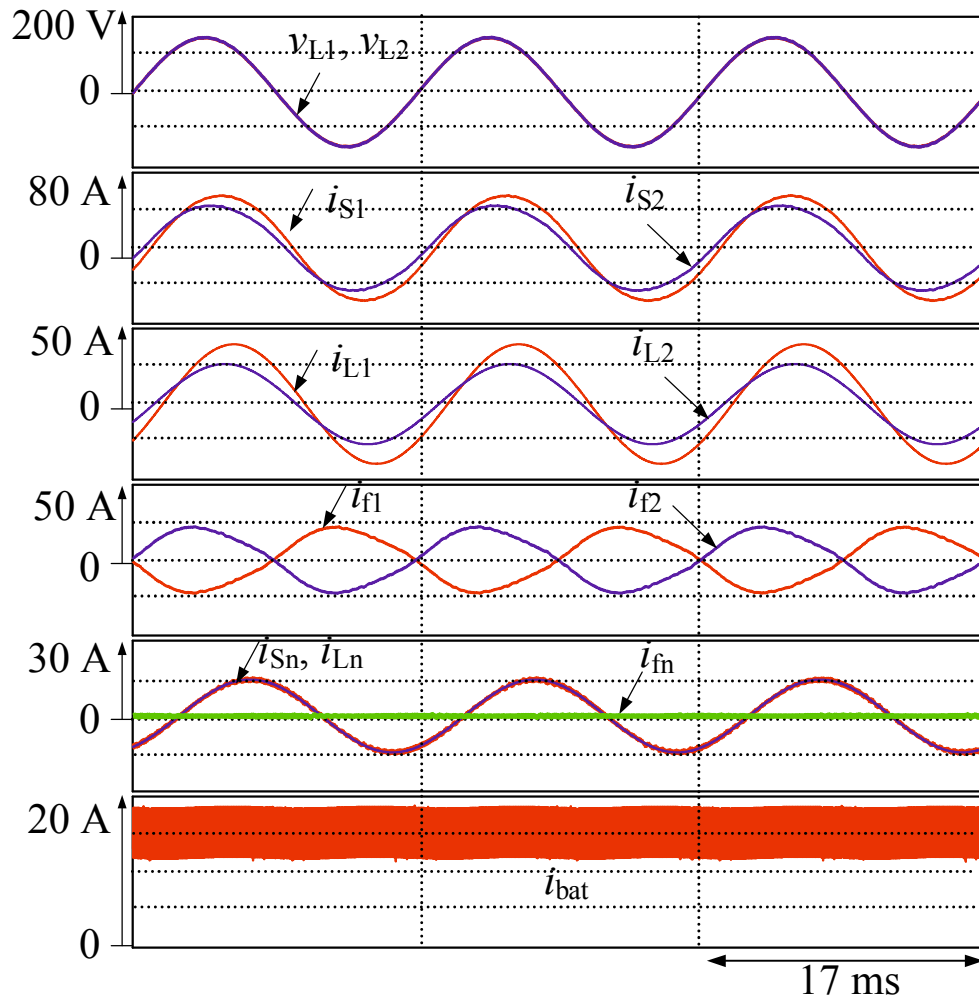 200 V
vL1, vL2
0
80 A
iS1
iS2
0
50 A
iL1
iL2
0
50 A
if1
if2
0
30 A
iSn, iLn
ifn
0
20 A
ibat
0
17 ms